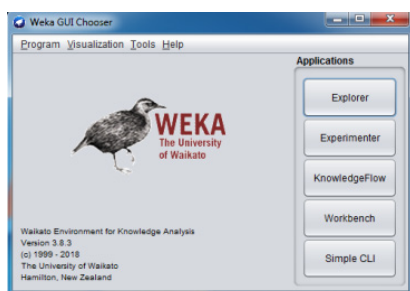 Weka GUI Chooser
Program Visualization Tools Help
Applications
WEKA
The University
of Waikato
Explorer
Experimenter
KnowledgeFlow
Workbench
Simple CLI
Waikato Environment for Knowledge Analysis
Version 3.8.3
(c) 1999 - 2018
The University of Waikato
Hamilton, New Zealand